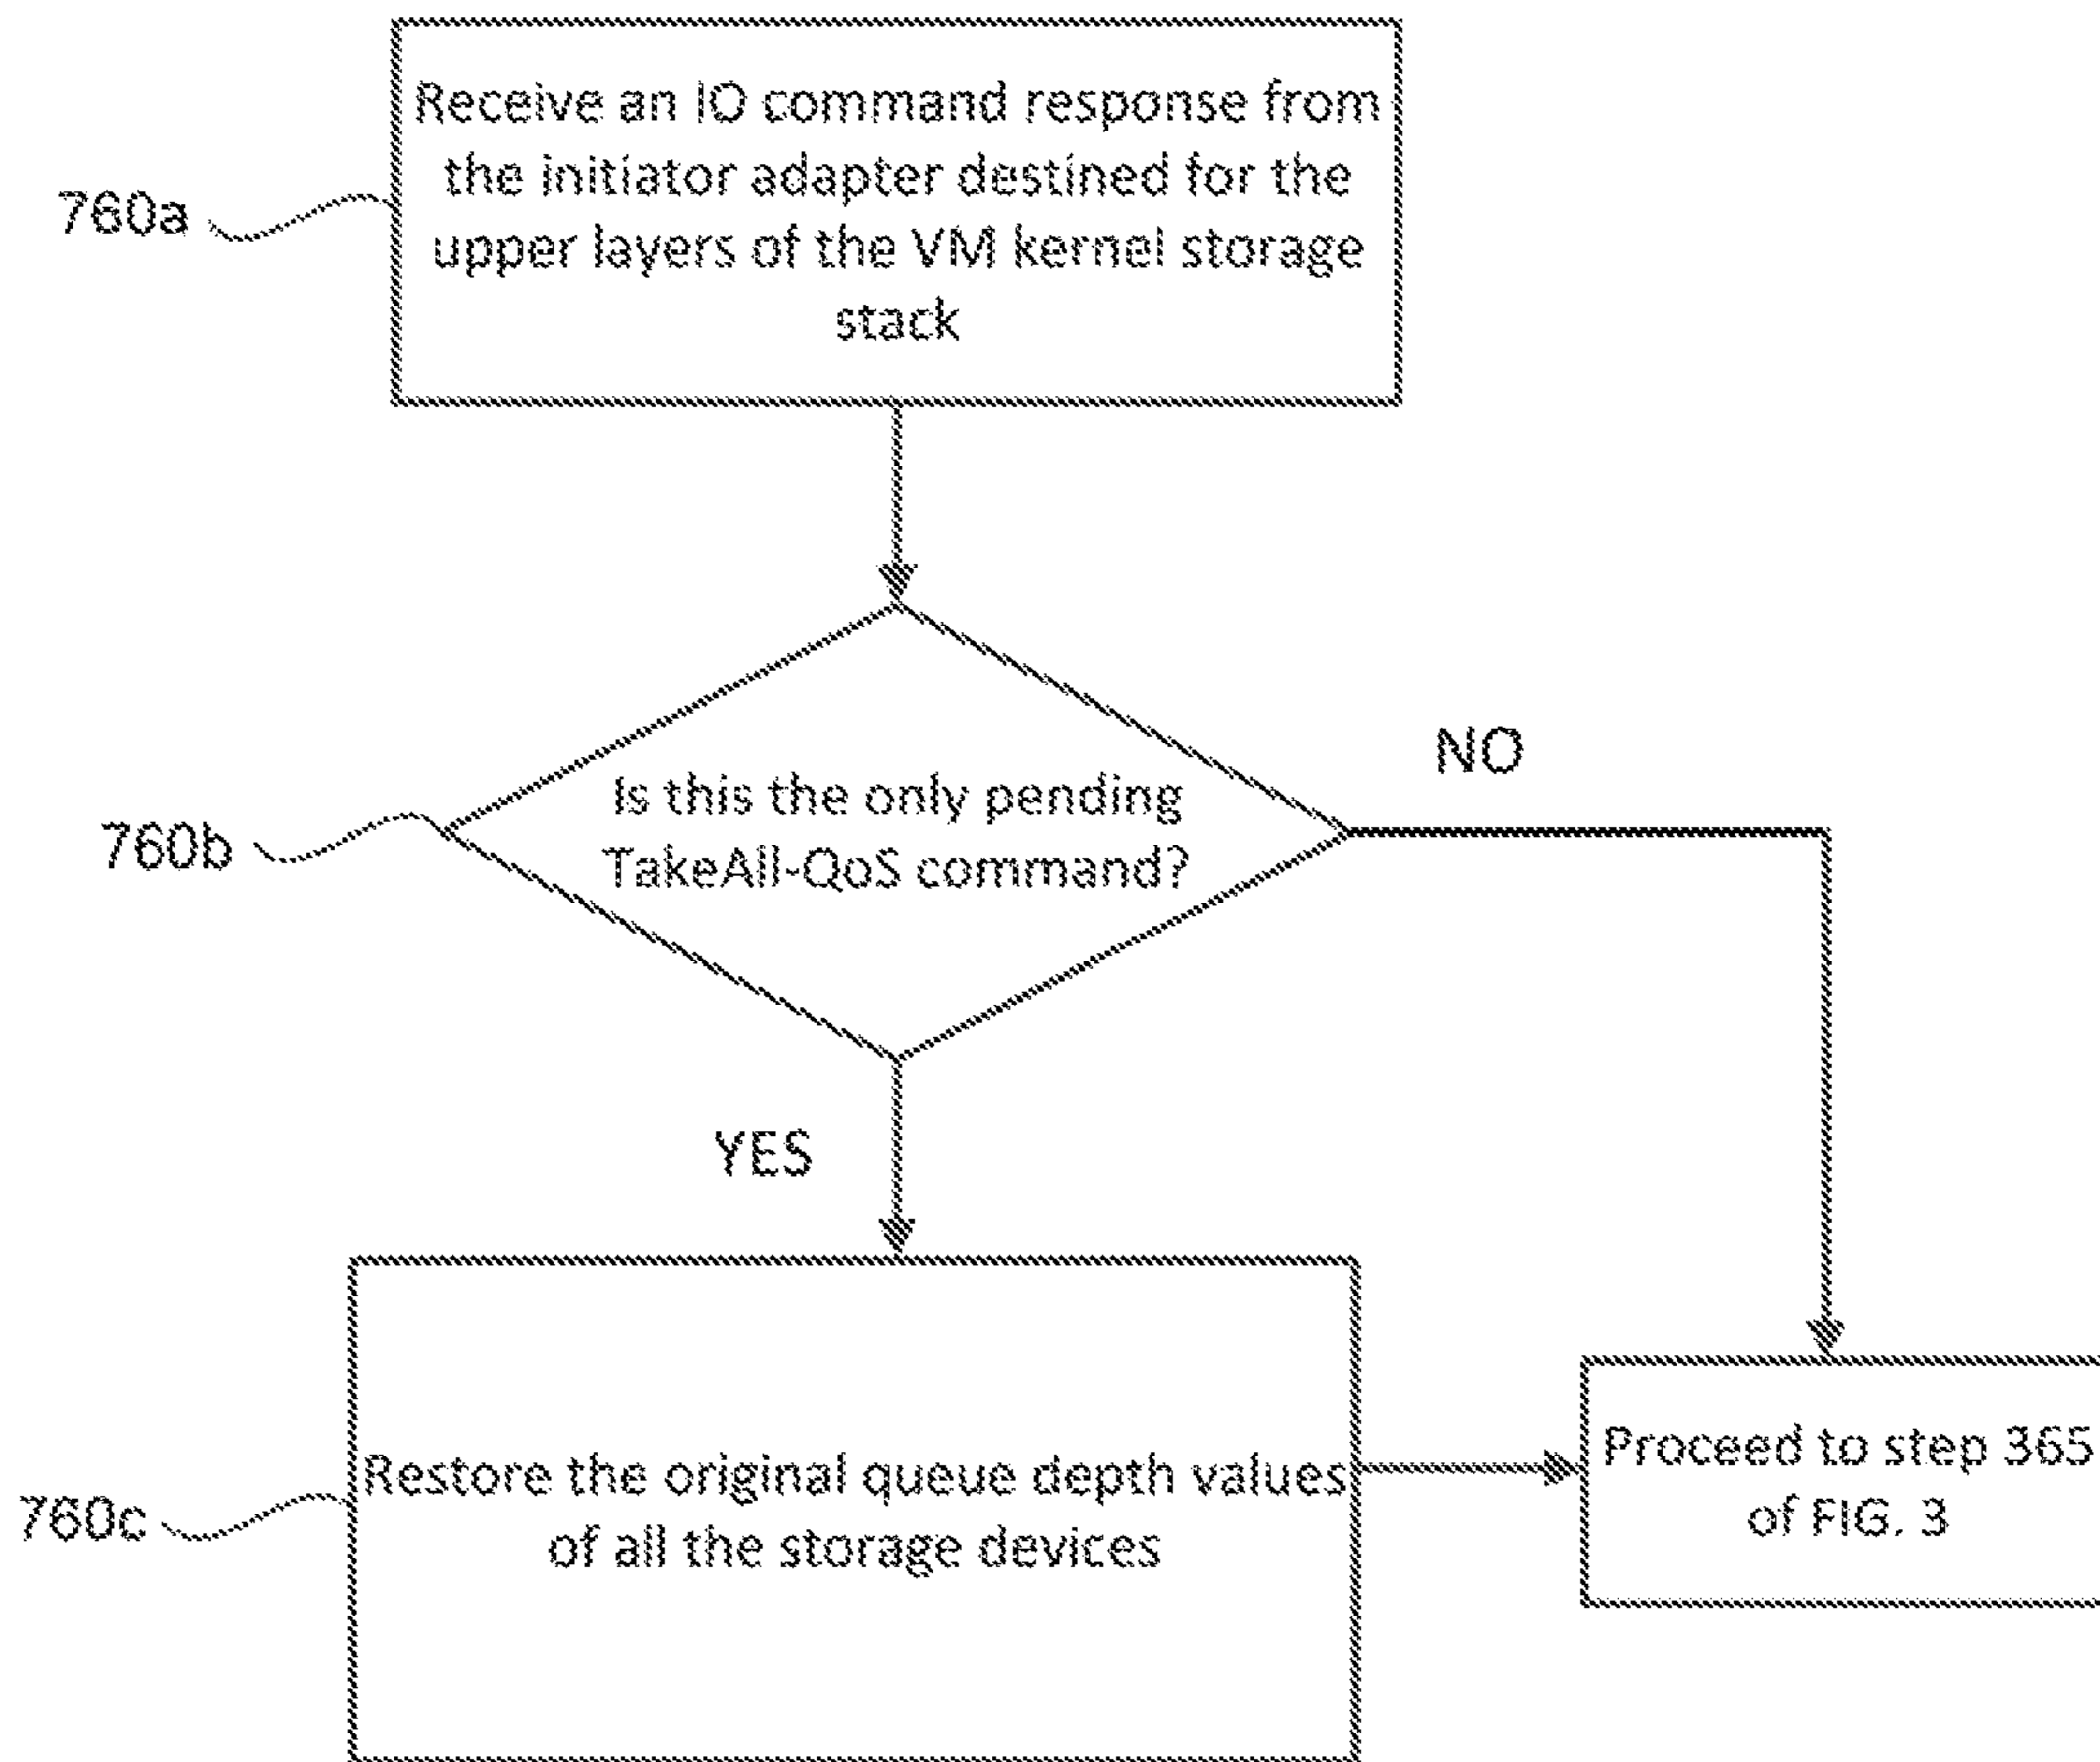 Receive an IO command response from
the initiator adapter destined for the
upper layers of the VM kernel storage
stack
760a
NO
Is this the only pending
TakeAll-QoS command?
760b
YES
Restore the original queue depth values
of all the storage devices
760c
Proceed to step 365
of FIG. 3